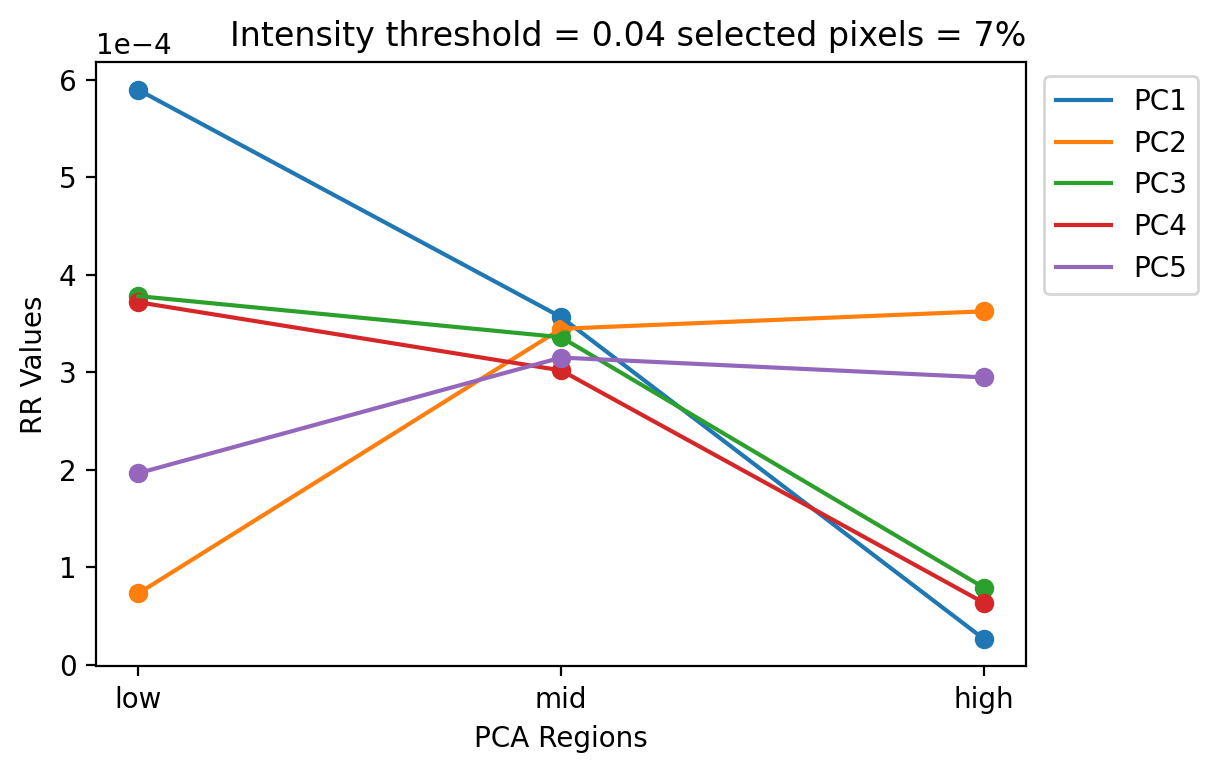 Intensity threshold = 0.04 selected pixels = 7%
1e−4
6
5
4
3
2
1
0
RR Values
low
mid
high
PCA Regions
PC1
PC2
PC3
PC4
PC5